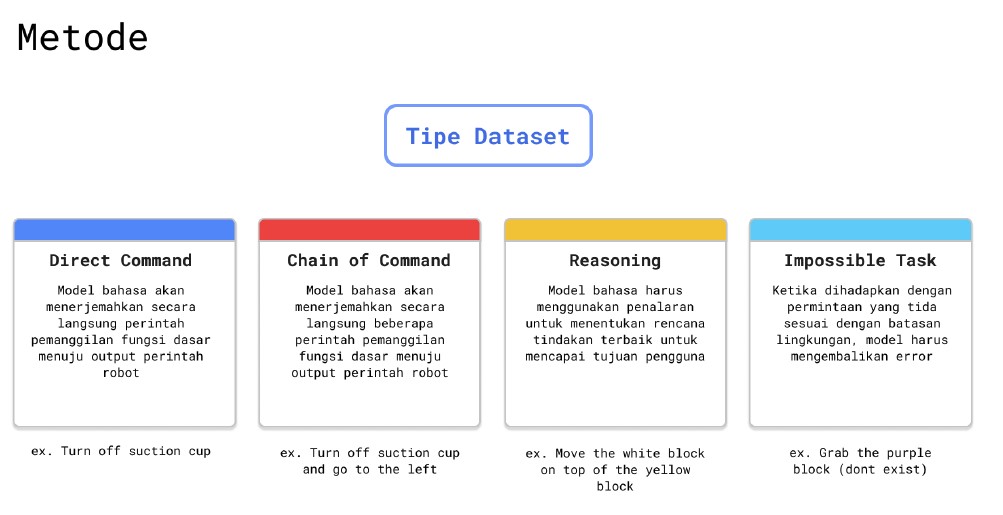 Metode
Tipe Dataset
Direct Command
Model bahasa akan
menerjemahkan secara
langsung perintah
pemanggilan fungsi dasar
menuju output perintah
robot
ex. Turn off suction cup
Chain of Command
Model bahasa akan
menerjemahkan secara
langsung beberapa
perintah pemanggilan
fungsi dasar menuju
output perintah robot
ex. Turn off suction cup
and go to the left
Reasoning
Model bahasa harus
menggunakan penalaran
untuk menentukan rencana
tindakan terbaik untuk
mencapai tujuan pengguna
ex. Move the white block
on top of the yellow
block
Impossible Task
Ketika dihadapkan dengan
permintaan yang tida
sesuai dengan batasan
lingkungan, model harus
mengembalikan error
ex. Grab the purple
block (dont exist)